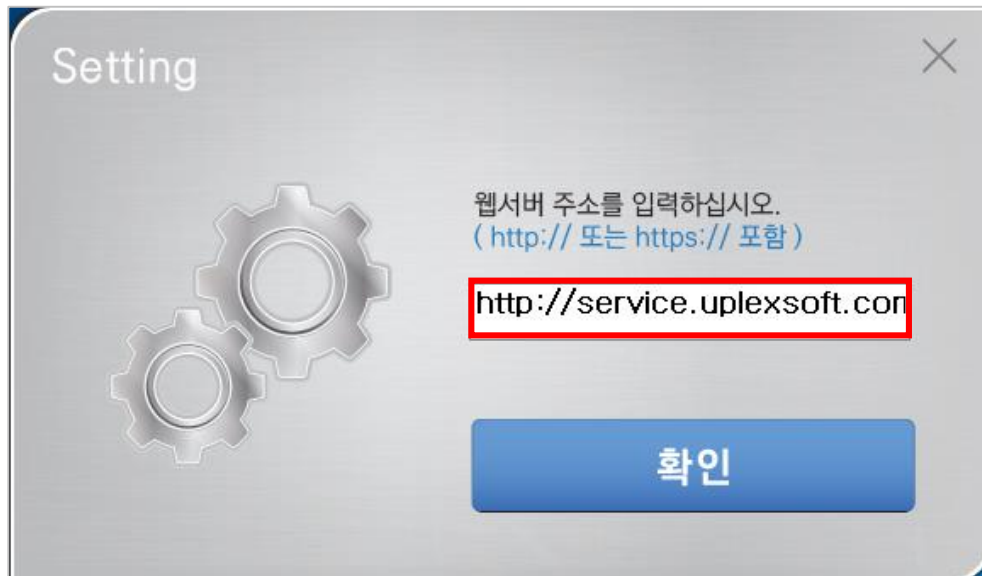 Setting
웹서버 주소를 입력하십시오.
( http:// 또는 https:// 포함 )
http://service.uplexsoft.com
확인